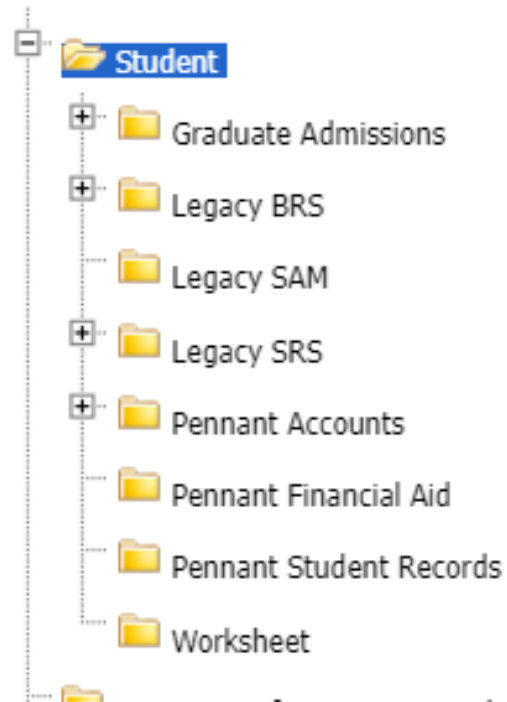 Student
Graduate Admissions
Legacy BRS
Legacy SAM
Legacy SRS
Pennant Accounts
Pennant Financial Aid
Pennant Student Records
Worksheet